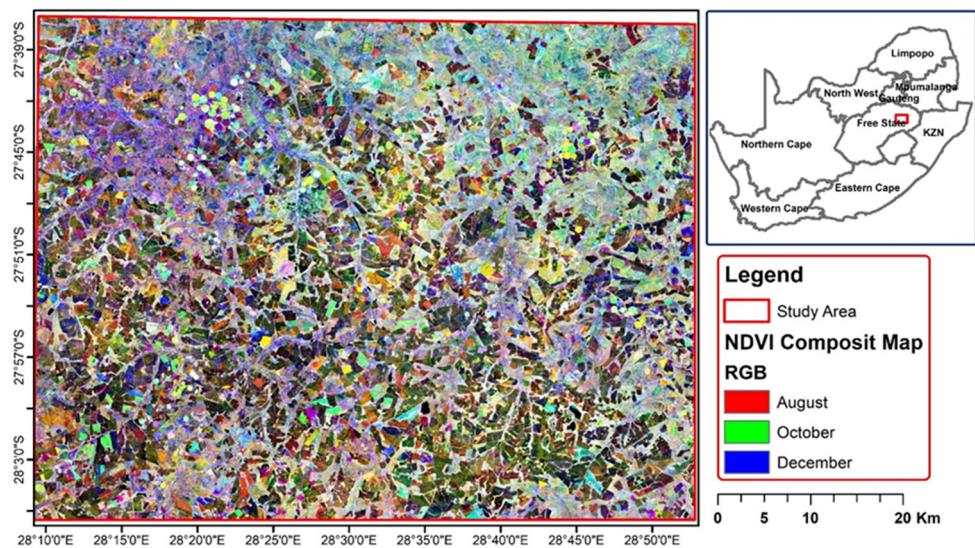 27°39'0"S
27°45'0"S
27°51'0"S
27°57'0"S
28°3'0"S
28°10'0"E 28°15'0"E 28°20'0"E 28°25'0"E 28°30'0"E 28°35'0"E 28°40'0"E 28°45'0"E 28°50'0"E
Limpopo
Mpumalanga
North West
Gauteng
Free State
KZN
Northern Cape
Eastern Cape
Western Cape
Legend
Study Area
NDVI Composit Map
RGB
August
October
December
0 5 10 20 Km